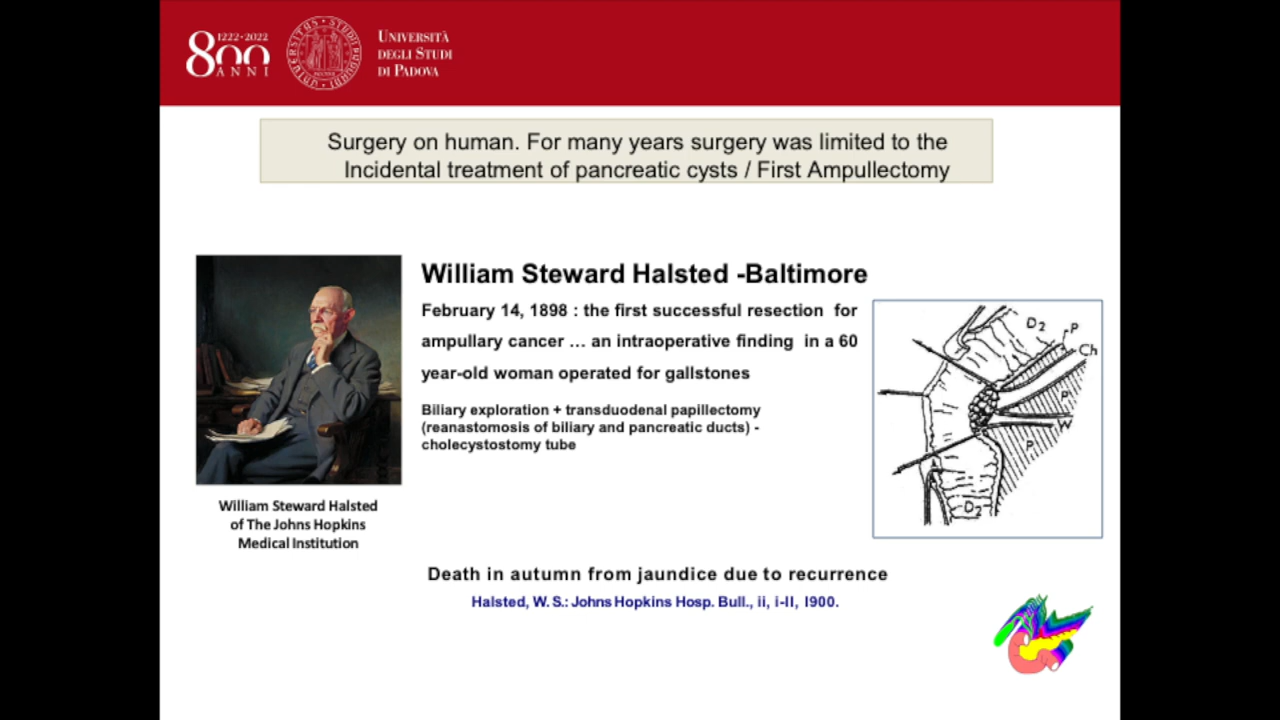 1222·2022
800
ANNI
UNIVERSITÀ
DEGLI STUDI
DI PADOVA
Surgery on human. For many years surgery was limited to the
Incidental treatment of pancreatic cysts / First Ampullectomy
William Steward Halsted -Baltimore
February 14, 1898 : the first successful resection for
ampullary cancer … an intraoperative finding in a 60
year-old woman operated for gallstones
Biliary exploration + transduodenal papillectomy
(reanastomosis of biliary and pancreatic ducts) -
cholecystostomy tube
D2
P
Ch
P
W
P
D2
William Steward Halsted
of The Johns Hopkins
Medical Institution
Death in autumn from jaundice due to recurrence
Halsted, W. S.: Johns Hopkins Hosp. Bull., ii, i-II, I900.